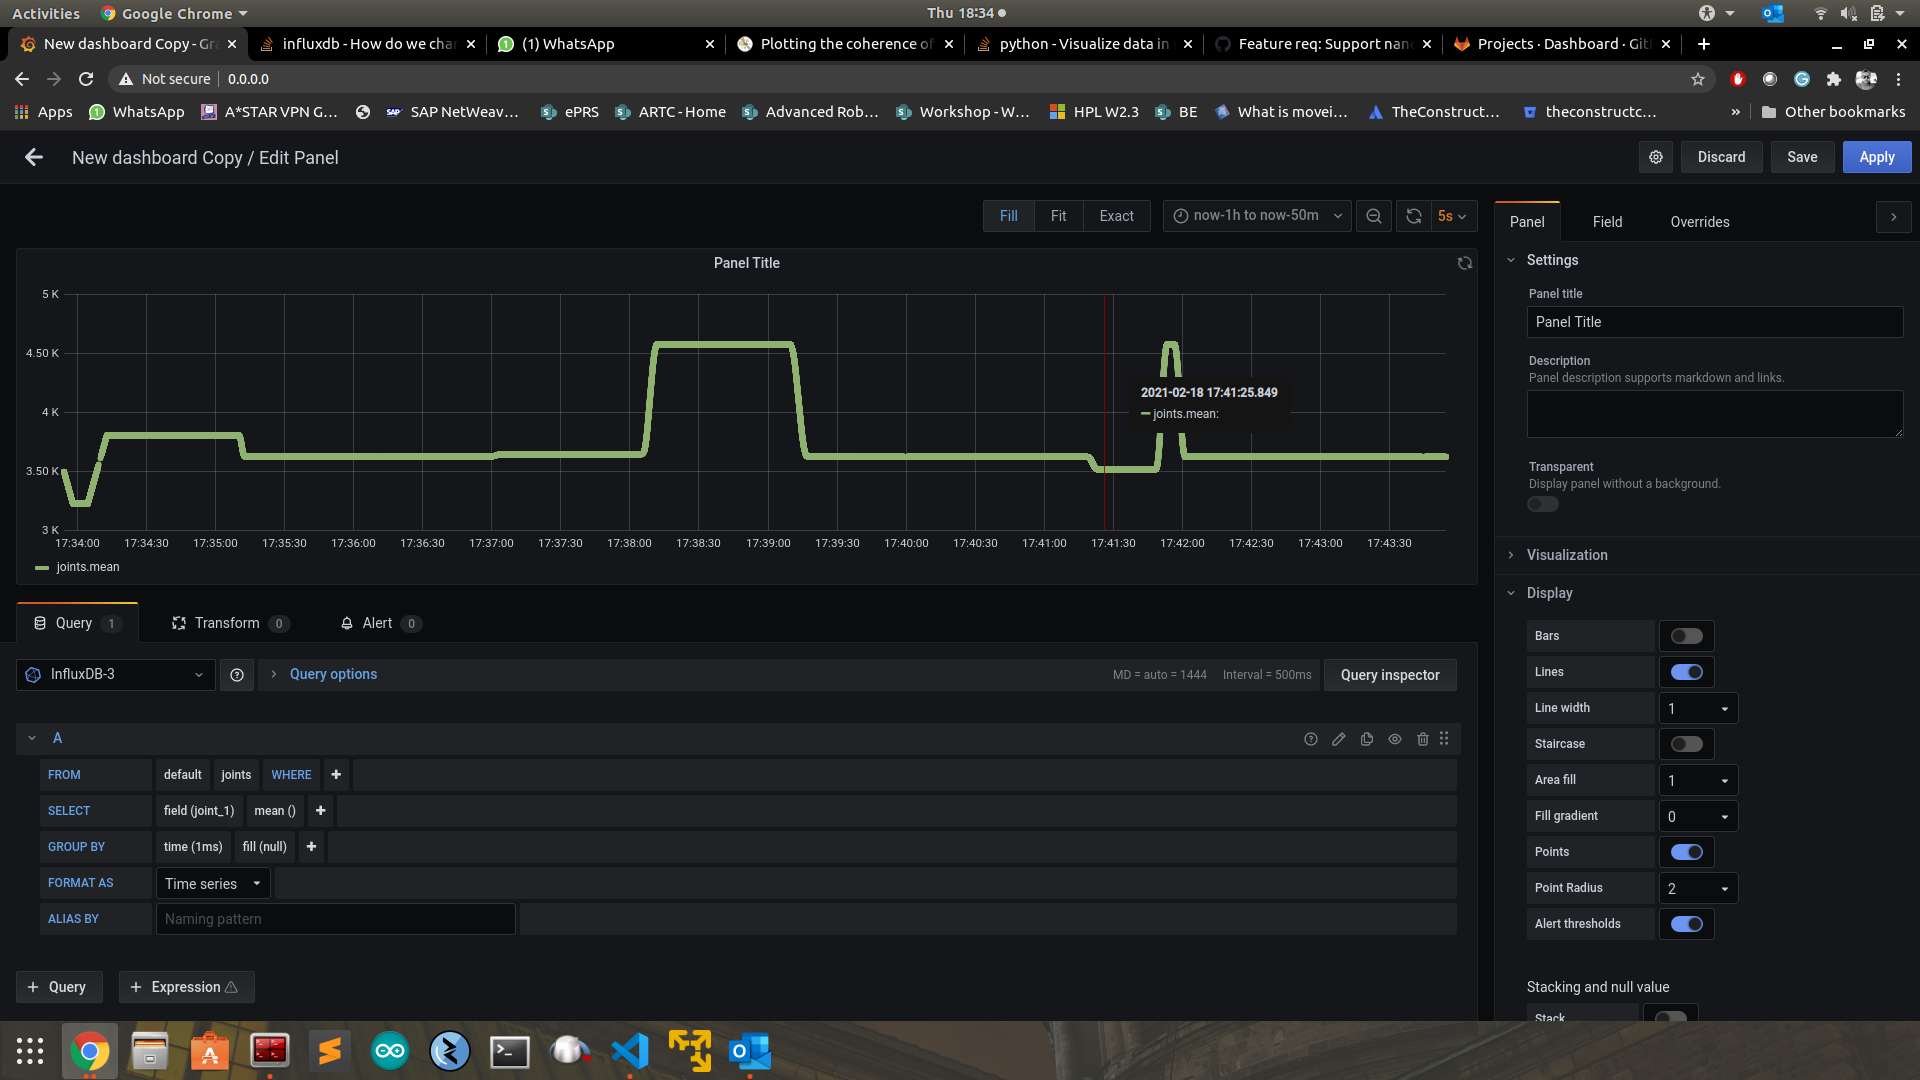 Activities
Google Chrome
Thu 18:34
New dashboard Copy - Gr
influxdb - How do we cha
(1) WhatsApp
Plotting the coherence of
python - Visualize data in
Feature req: Support nan
Projects · Dashboard · Git
Not secure
0.0.0.0
Apps
WhatsApp
A*STAR VPN G...
SAP NetWeav...
ePRS
ARTC - Home
Advanced Rob...
Workshop - W...
HPL W2.3
BE
What is movei...
TheConstruct...
theconstructc...
»
Other bookmarks
New dashboard Copy / Edit Panel
Discard
Save
Apply
Fill
Fit
Exact
now-1h to now-50m
5s
Panel
Field
Overrides
Panel Title
5 K
4.50 K
4 K
3.50 K
3 K
17:34:00
17:34:30
17:35:00
17:35:30
17:36:00
17:36:30
17:37:00
17:37:30
17:38:00
17:38:30
17:39:00
17:39:30
17:40:00
17:40:30
17:41:00
17:41:30
17:42:00
17:42:30
17:43:00
17:43:30
2021-02-18 17:41:25.849
joints.mean:
joints.mean
Settings
Panel title
Panel Title
Description
Panel description supports markdown and links.
Transparent
Display panel without a background.
Visualization
Display
Bars
Lines
Line width
1
Staircase
Area fill
1
Fill gradient
0
Points
Point Radius
2
Alert thresholds
Stacking and null value
Stack
Query 1
Transform 0
Alert 0
InfluxDB-3
Query options
MD = auto = 1444
Interval = 500ms
Query inspector
A
FROM default joints WHERE +
SELECT field (joint_1) mean () +
GROUP BY time (1ms) fill (null) +
FORMAT AS Time series
ALIAS BY Naming pattern
+ Query
+ Expression